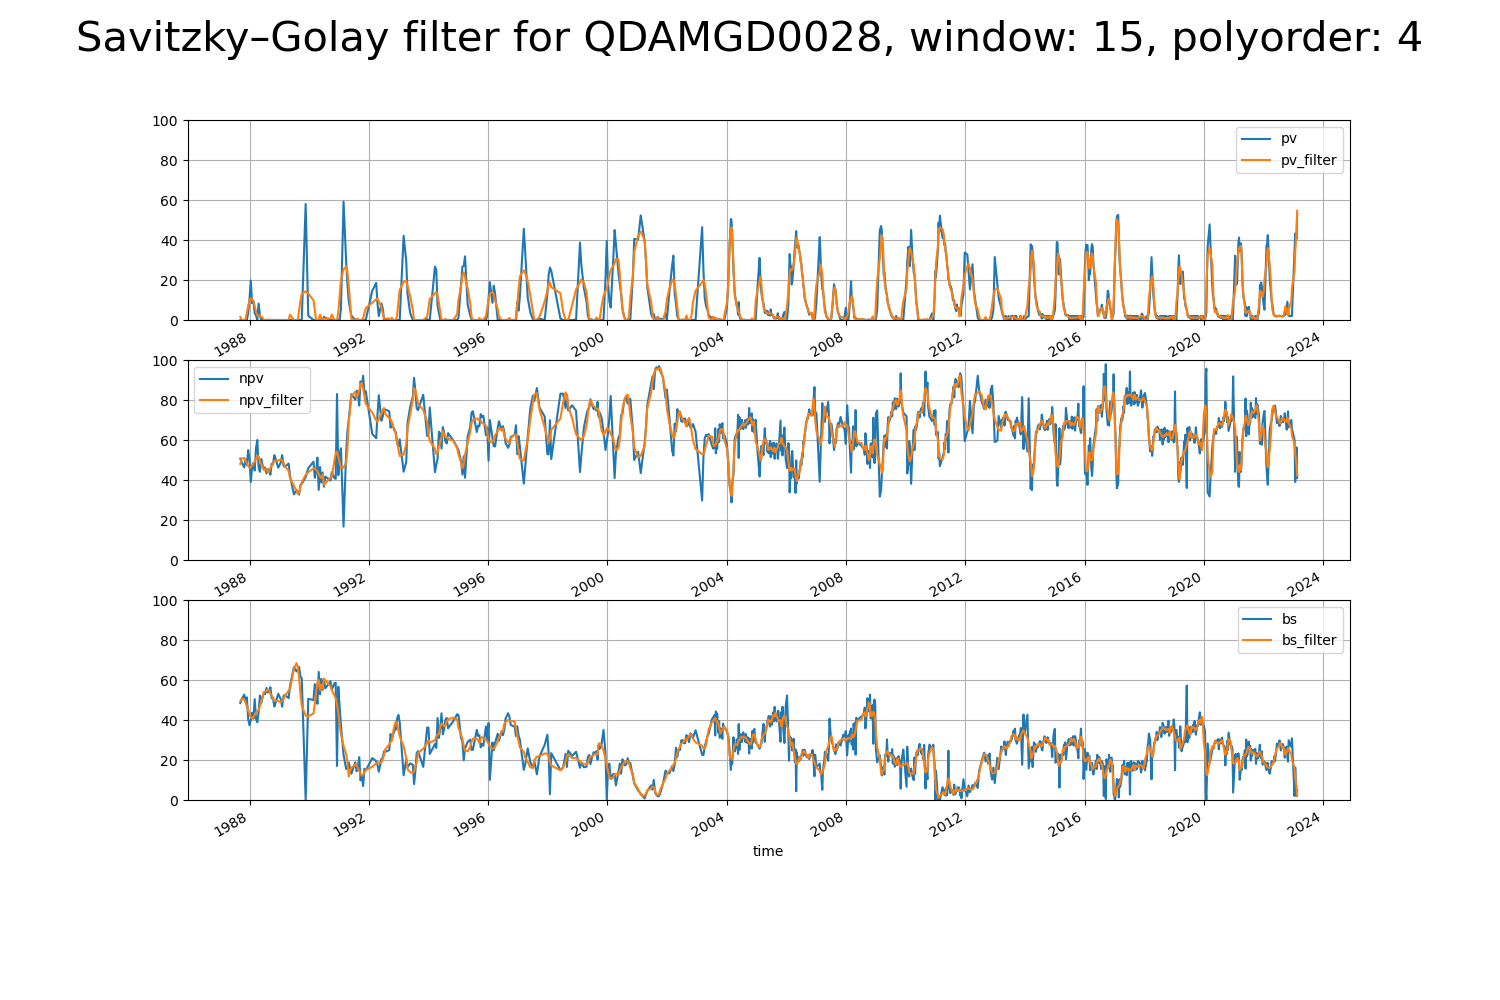 Savitzky–Golay filter for QDAMGD0028, window: 15, polyorder: 4
100
80
60
40
20
0
pv
pv_filter
1988 1992 1996 2000 2004 2008 2012 2016 2020 2024
100
80
60
40
20
0
npv
npv_filter
1988 1992 1996 2000 2004 2008 2012 2016 2020 2024
100
80
60
40
20
0
bs
bs_filter
1988 1992 1996 2000 2004 2008 2012 2016 2020 2024
time